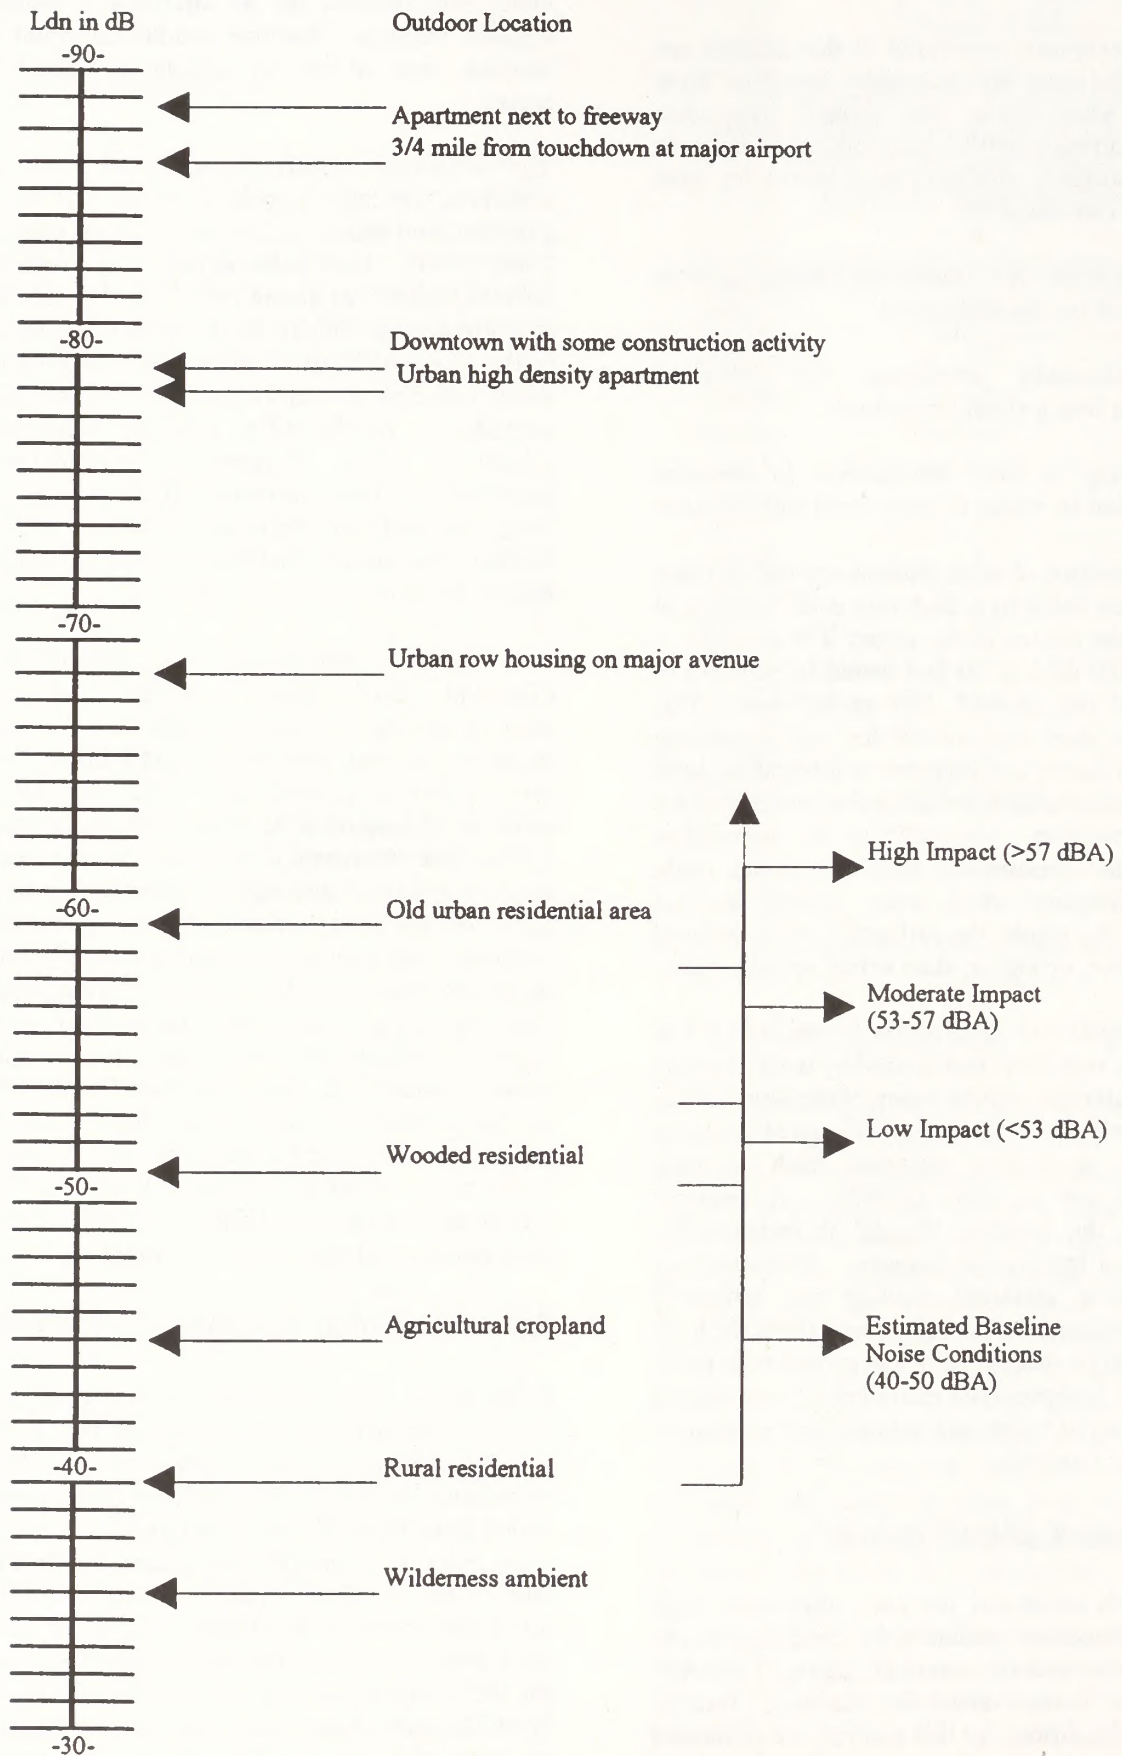 Ldn in dB
Outdoor Location
-90-
Apartment next to freeway
3/4 mile from touchdown at major airport
-80-
Downtown with some construction activity
Urban high density apartment
-70-
Urban row housing on major avenue
High Impact (>57 dBA)
-60-
Old urban residential area
Moderate Impact
(53-57 dBA)
Low Impact (<53 dBA)
Wooded residential
-50-
Agricultural cropland
Estimated Baseline
Noise Conditions
(40-50 dBA)
-40-
Rural residential
Wilderness ambient
-30-